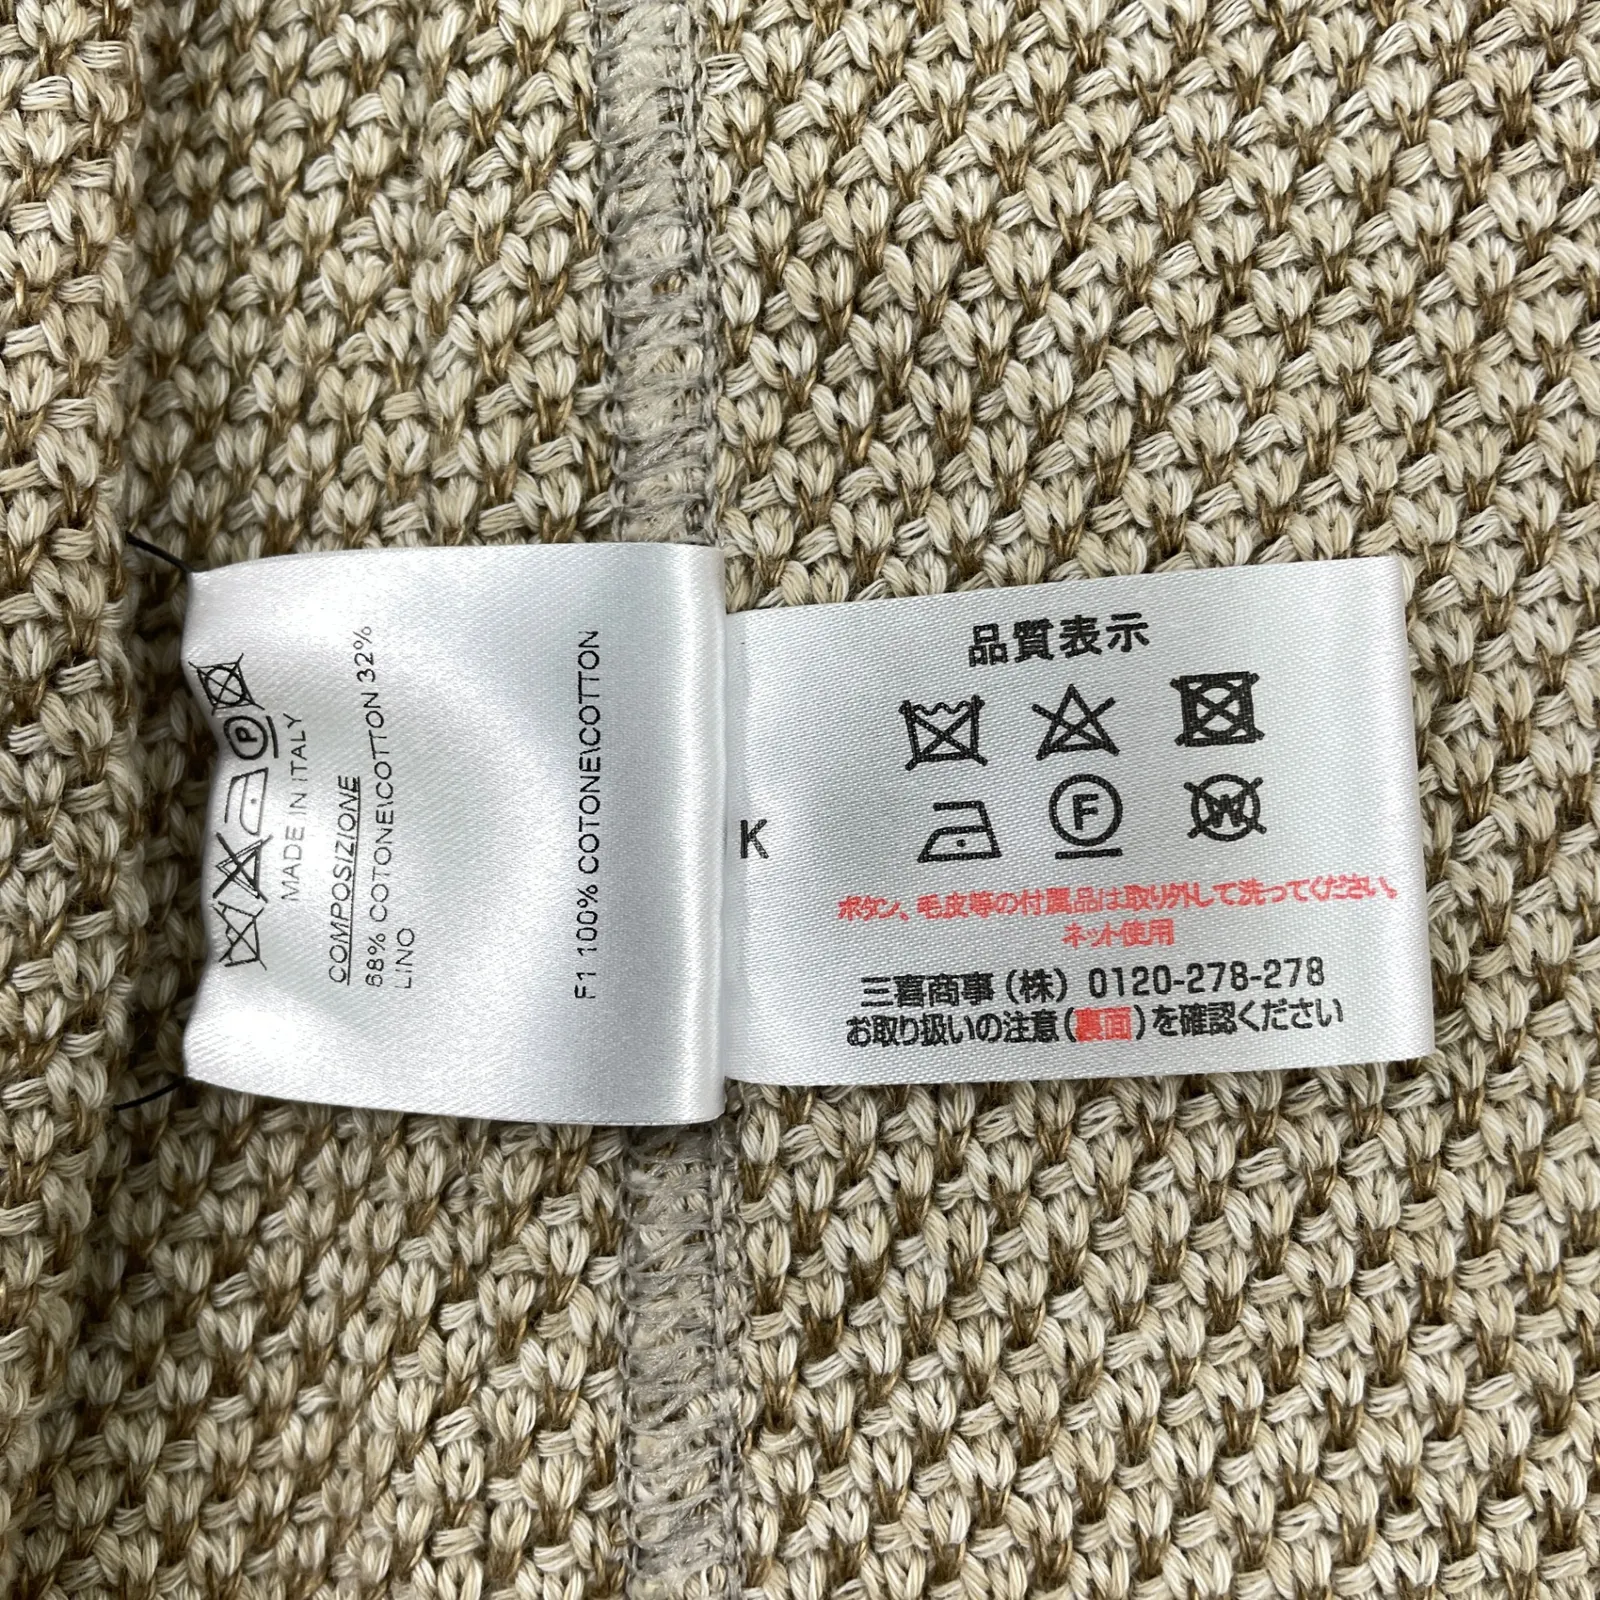 MADE IN ITALY
COMPOSIZIONE
68% COTONE\COTTON 32%
LINO
F1 100% COTONE\COTTON
P
K
品質表示
F
W
ボタン、毛皮等の付属品は取り外して洗ってください。
ネット使用
三喜商事(株) 0120-278-278
お取り扱いの注意(裏面)を確認ください